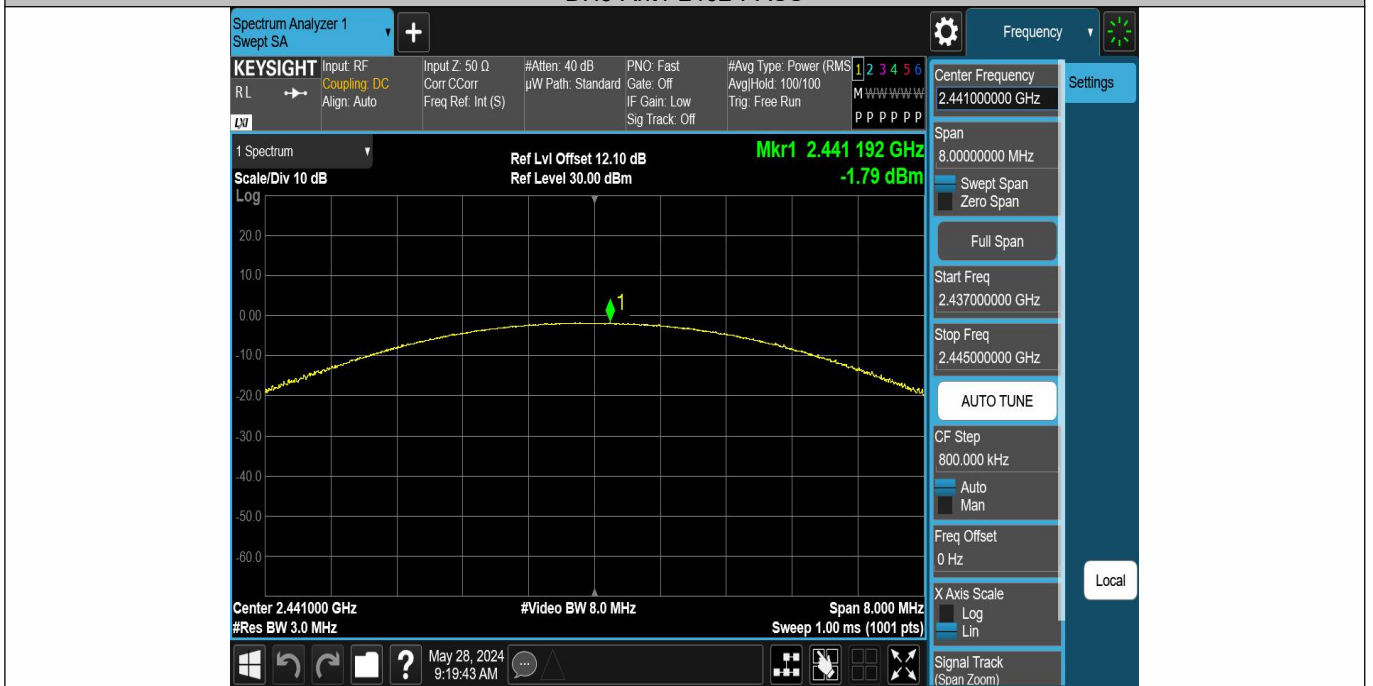 Spectrum Analyzer 1
Swept SA
+
Frequency
KEYSIGHT
RL
LXI
Input: RF
Coupling: DC
Align: Auto
Input Z: 50 Ω
Corr CCorr
Freq Ref: Int (S)
#Atten: 40 dB
µW Path: Standard
PNO: Fast
Gate: Off
IF Gain: Low
Sig Track: Off
#Avg Type: Power (RMS
Avg|Hold: 100/100
Trig: Free Run
1 2 3 4 5 6
M W W W W W
P P P P P P
1 Spectrum
Scale/Div 10 dB
Log
Ref Lvl Offset 12.10 dB
Ref Level 30.00 dBm
Mkr1 2.441 192 GHz
-1.79 dBm
20.0
10.0
0.00
-10.0
-20.0
-30.0
-40.0
-50.0
-60.0
1
Center 2.441000 GHz
#Res BW 3.0 MHz
#Video BW 8.0 MHz
Span 8.000 MHz
Sweep 1.00 ms (1001 pts)
?
May 28, 2024
9:19:43 AM
Center Frequency
2.441000000 GHz
Settings
Span
8.00000000 MHz
Swept Span
Zero Span
Full Span
Start Freq
2.437000000 GHz
Stop Freq
2.445000000 GHz
AUTO TUNE
CF Step
800.000 kHz
Auto
Man
Freq Offset
0 Hz
X Axis Scale
Log
Lin
Local
Signal Track
(Span Zoom)